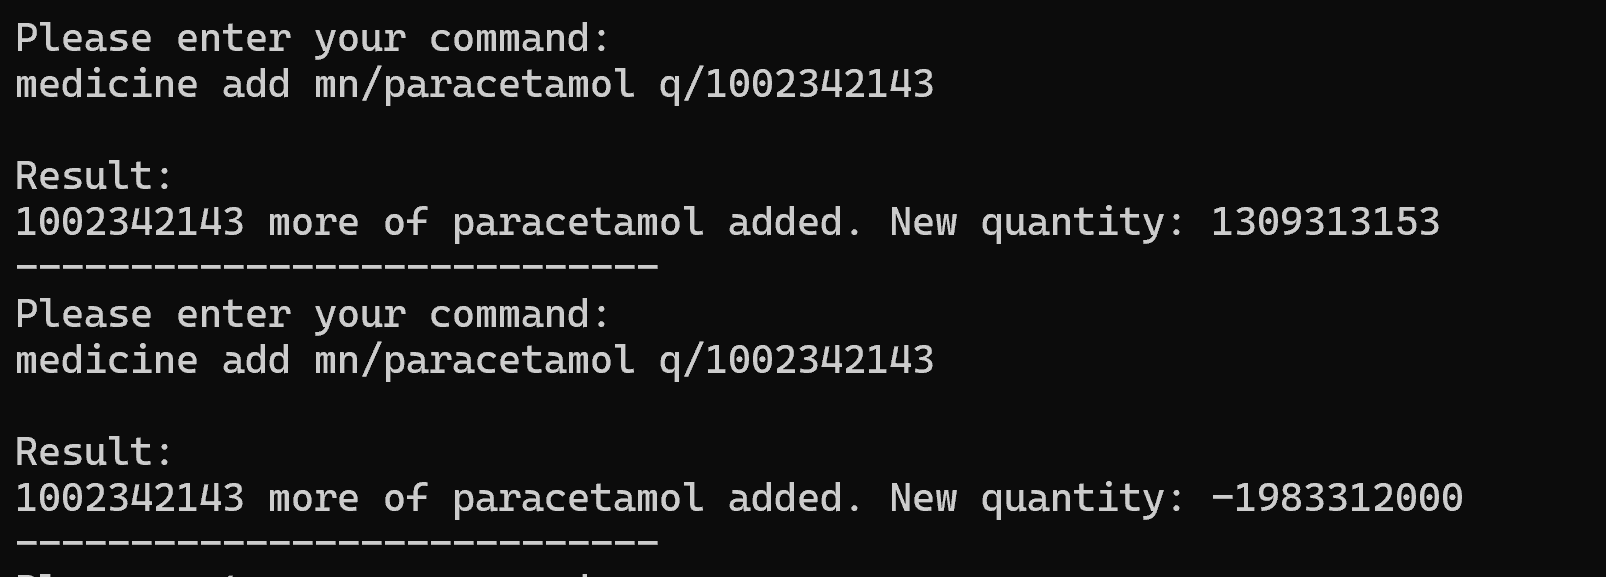 Please enter your command:
medicine add mn/paracetamol q/1002342143
Result:
1002342143 more of paracetamol added. New quantity: 1309313153
----------------------------
Please enter your command:
medicine add mn/paracetamol q/1002342143
Result:
1002342143 more of paracetamol added. New quantity: -1983312000
----------------------------